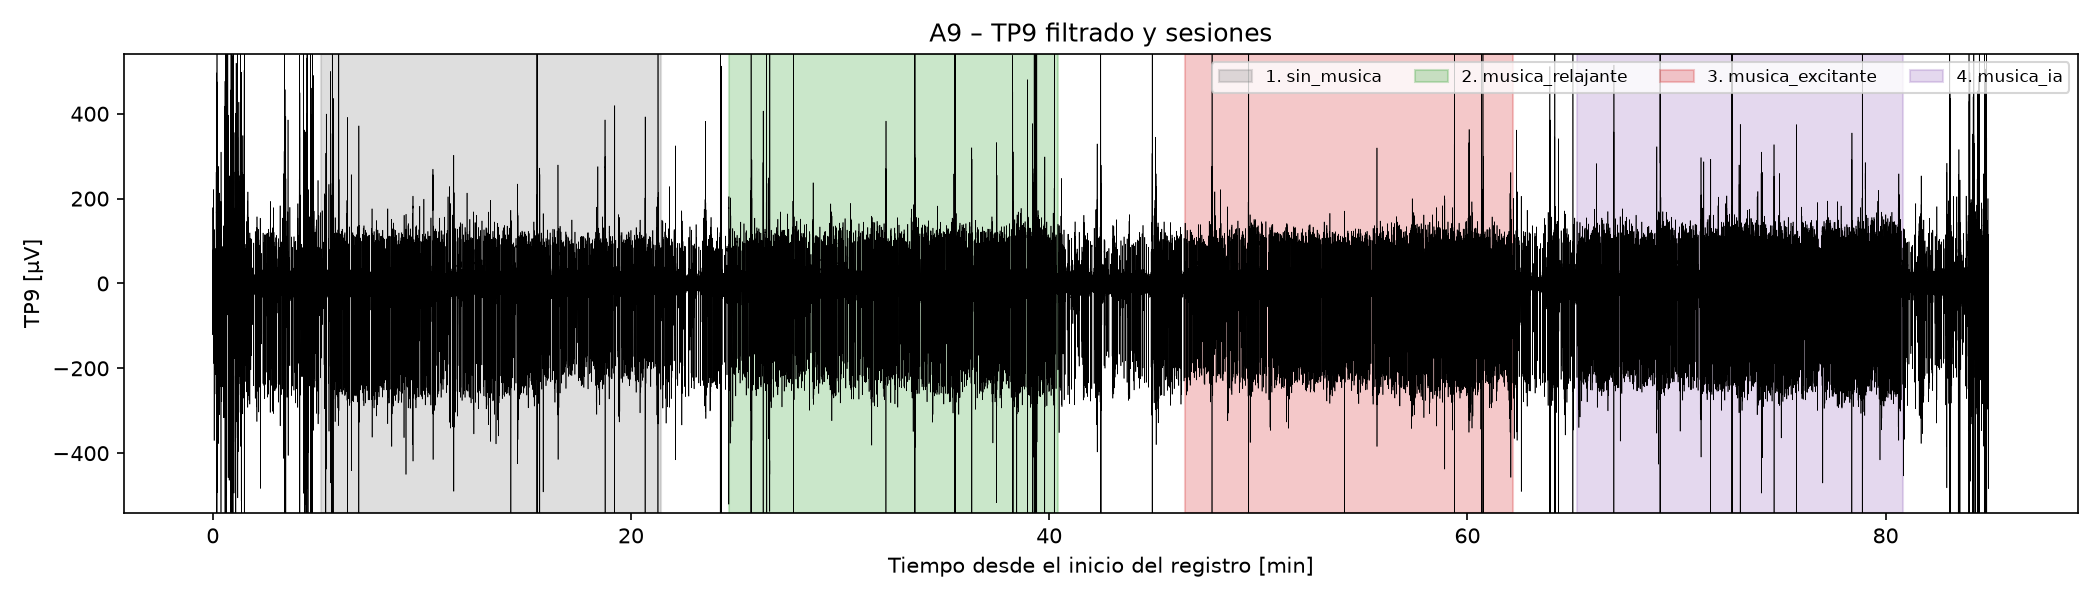 A9 – TP9 filtrado y sesiones
1. sin_musica 2. musica_relajante 3. musica_excitante 4. musica_ia
TP9 [µV]
400
200
0
−200
−400
0 20 40 60 80
Tiempo desde el inicio del registro [min]